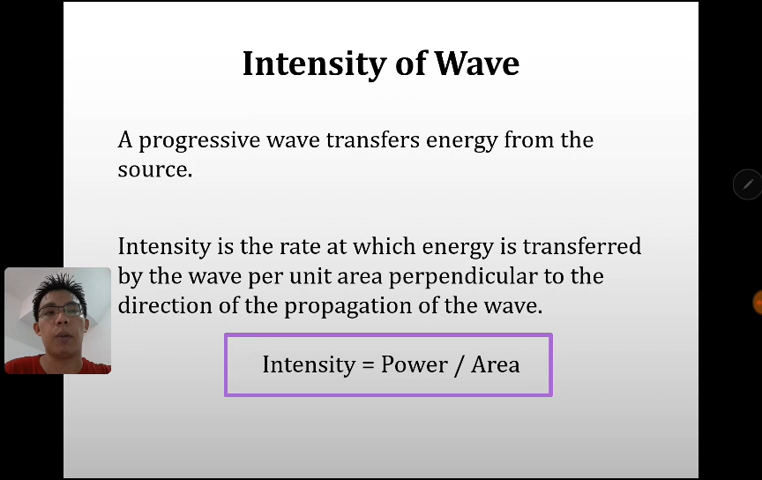 Intensity of Wave
A progressive wave transfers energy from the
source.
Intensity is the rate at which energy is transferred
by the wave per unit area perpendicular to the
direction of the propagation of the wave.
Intensity = Power / Area